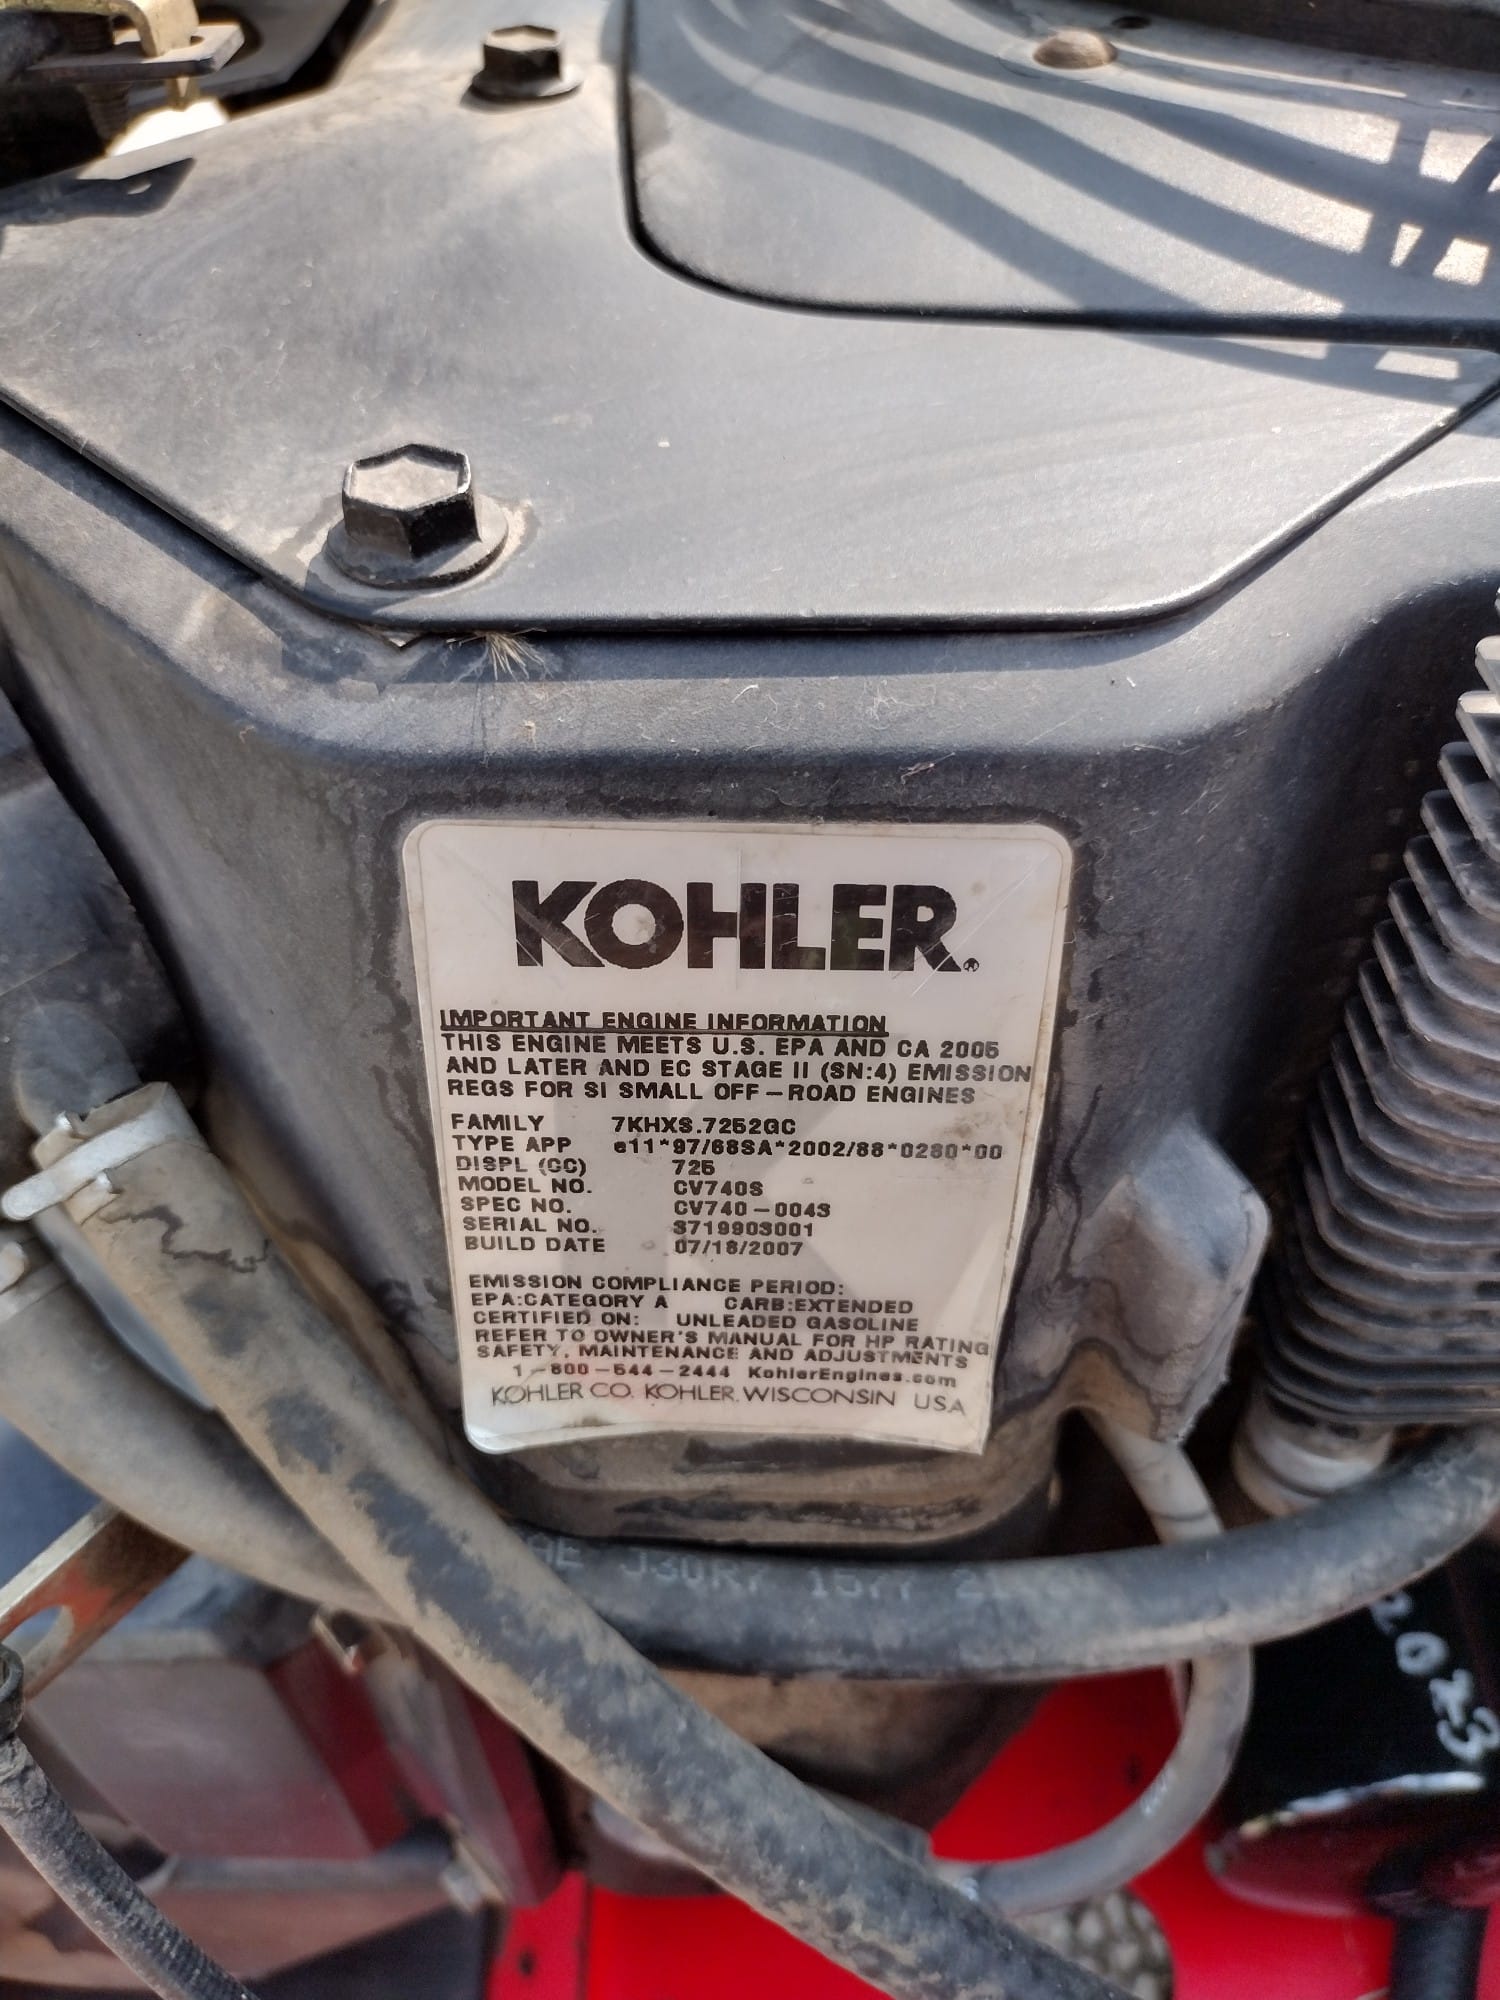 KOHLER.
IMPORTANT ENGINE INFORMATION
THIS ENGINE MEETS U.S. EPA AND CA 2005
AND LATER AND EC STAGE II (SN:4) EMISSION
REGS FOR SI SMALL OFF-ROAD ENGINES
FAMILY 7KHXS.7252GC
TYPE APP e11*97/68SA*2002/88*0280*00
DISPL (CC) 725
MODEL NO. CV740S
SPEC NO. CV740-0043
SERIAL NO. 3719903001
BUILD DATE 07/18/2007
EMISSION COMPLIANCE PERIOD:
EPA:CATEGORY A CARB:EXTENDED
CERTIFIED ON: UNLEADED GASOLINE
REFER TO OWNER'S MANUAL FOR HP RATING
SAFETY, MAINTENANCE AND ADJUSTMENTS
1-800-544-2444 KohlerEngines.com
KOHLER CO. KOHLER, WISCONSIN USA
J30R7 1577
2023